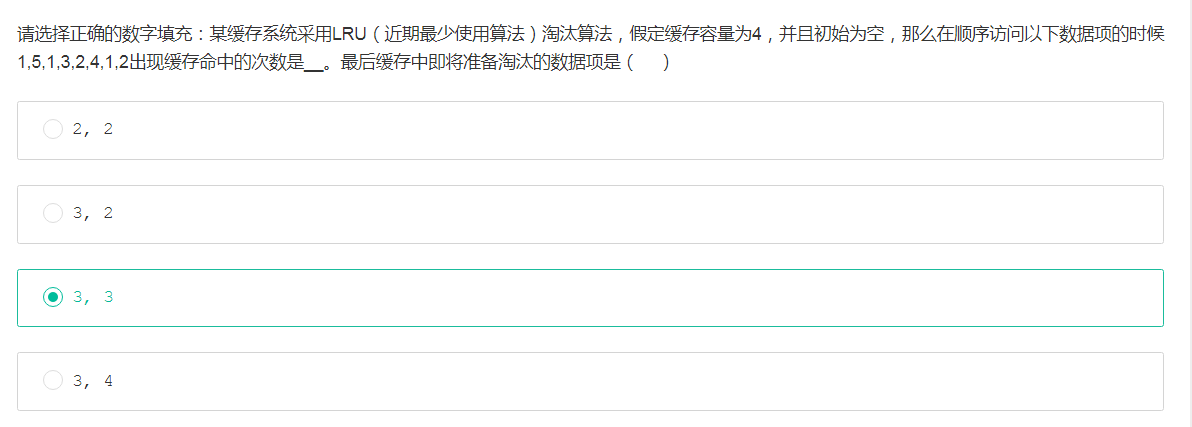 请选择正确的数字填充：某缓存系统采用LRU（近期最少使用算法）淘汰算法，假定缓存容量为4，并且初始为空，那么在顺序访问以下数据项的时候
1,5,1,3,2,4,1,2出现缓存命中的次数是__。最后缓存中即将准备淘汰的数据项是（ ）
2, 2
3, 2
3, 3
3, 4